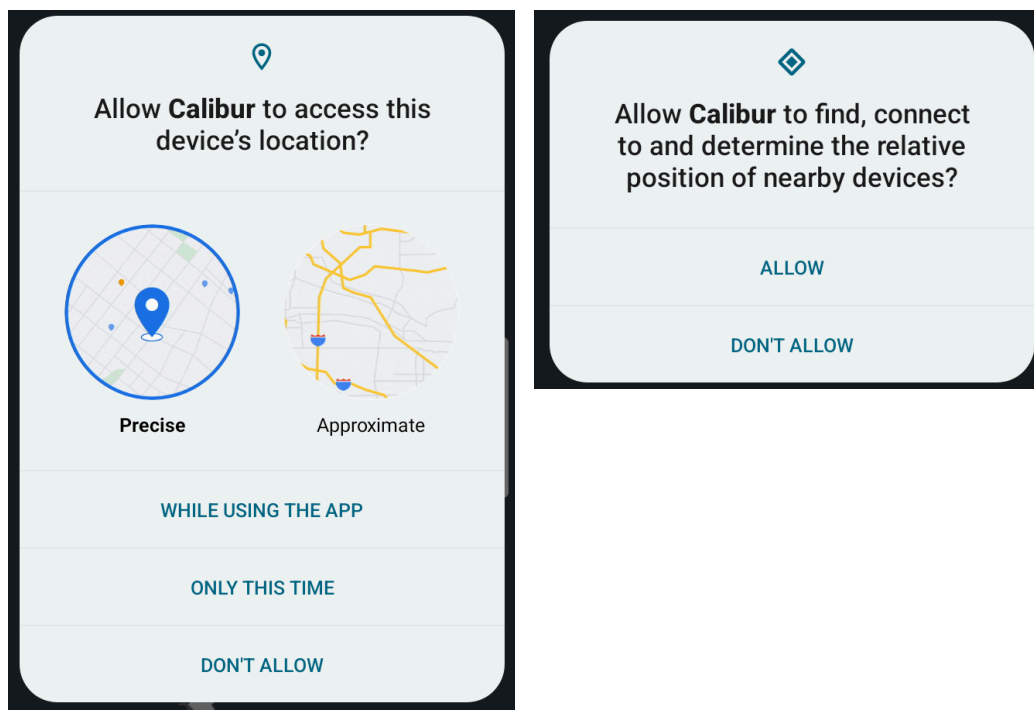 Allow Calibur to access this
device’s location?
Precise
Approximate
WHILE USING THE APP
ONLY THIS TIME
DON'T ALLOW
Allow Calibur to find, connect
to and determine the relative
position of nearby devices?
ALLOW
DON'T ALLOW